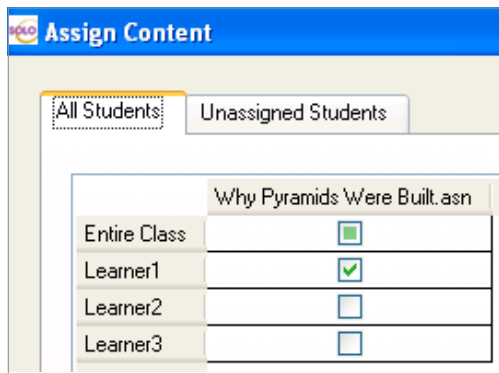 SOLO Assign Content
All Students Unassigned Students
Why Pyramids Were Built.asn
Entire Class
Learner1
Learner2
Learner3